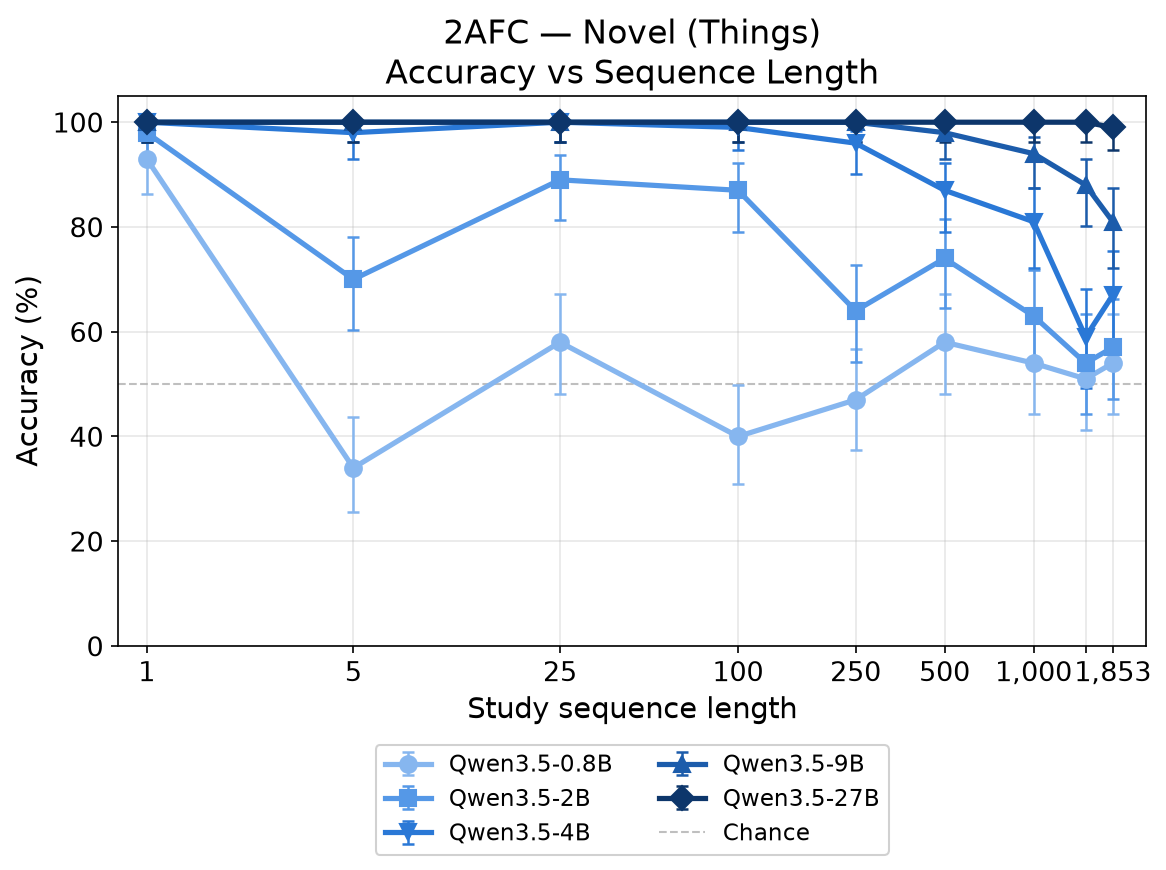 2AFC — Novel (Things)
Accuracy vs Sequence Length
Accuracy (%)
100
80
60
40
20
0
1 5 25 100 250 500 1,000 1,853
Study sequence length
Qwen3.5-0.8B
Qwen3.5-2B
Qwen3.5-4B
Qwen3.5-9B
Qwen3.5-27B
Chance